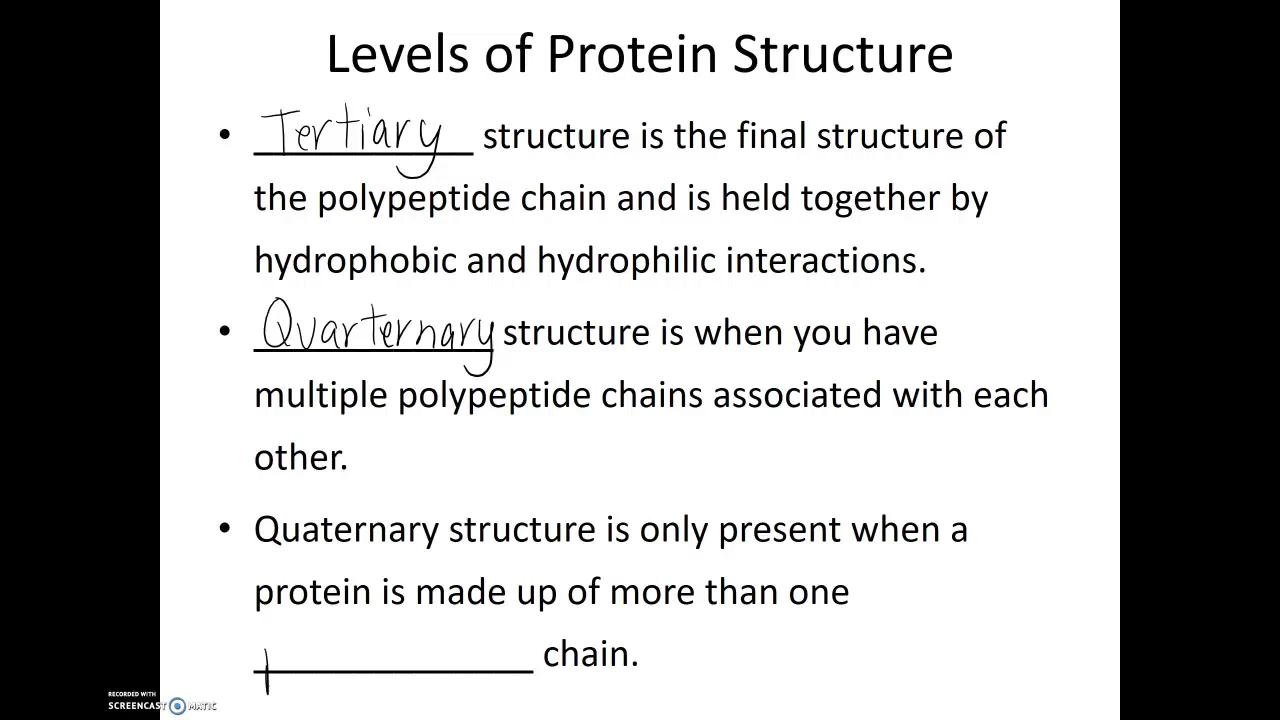 Levels of Protein Structure
• Tertiary structure is the final structure of
the polypeptide chain and is held together by
hydrophobic and hydrophilic interactions.
• Quarternary structure is when you have
multiple polypeptide chains associated with each
other.
• Quaternary structure is only present when a
protein is made up of more than one
______________ chain.
RECORDED WITH
SCREENCAST MATIC